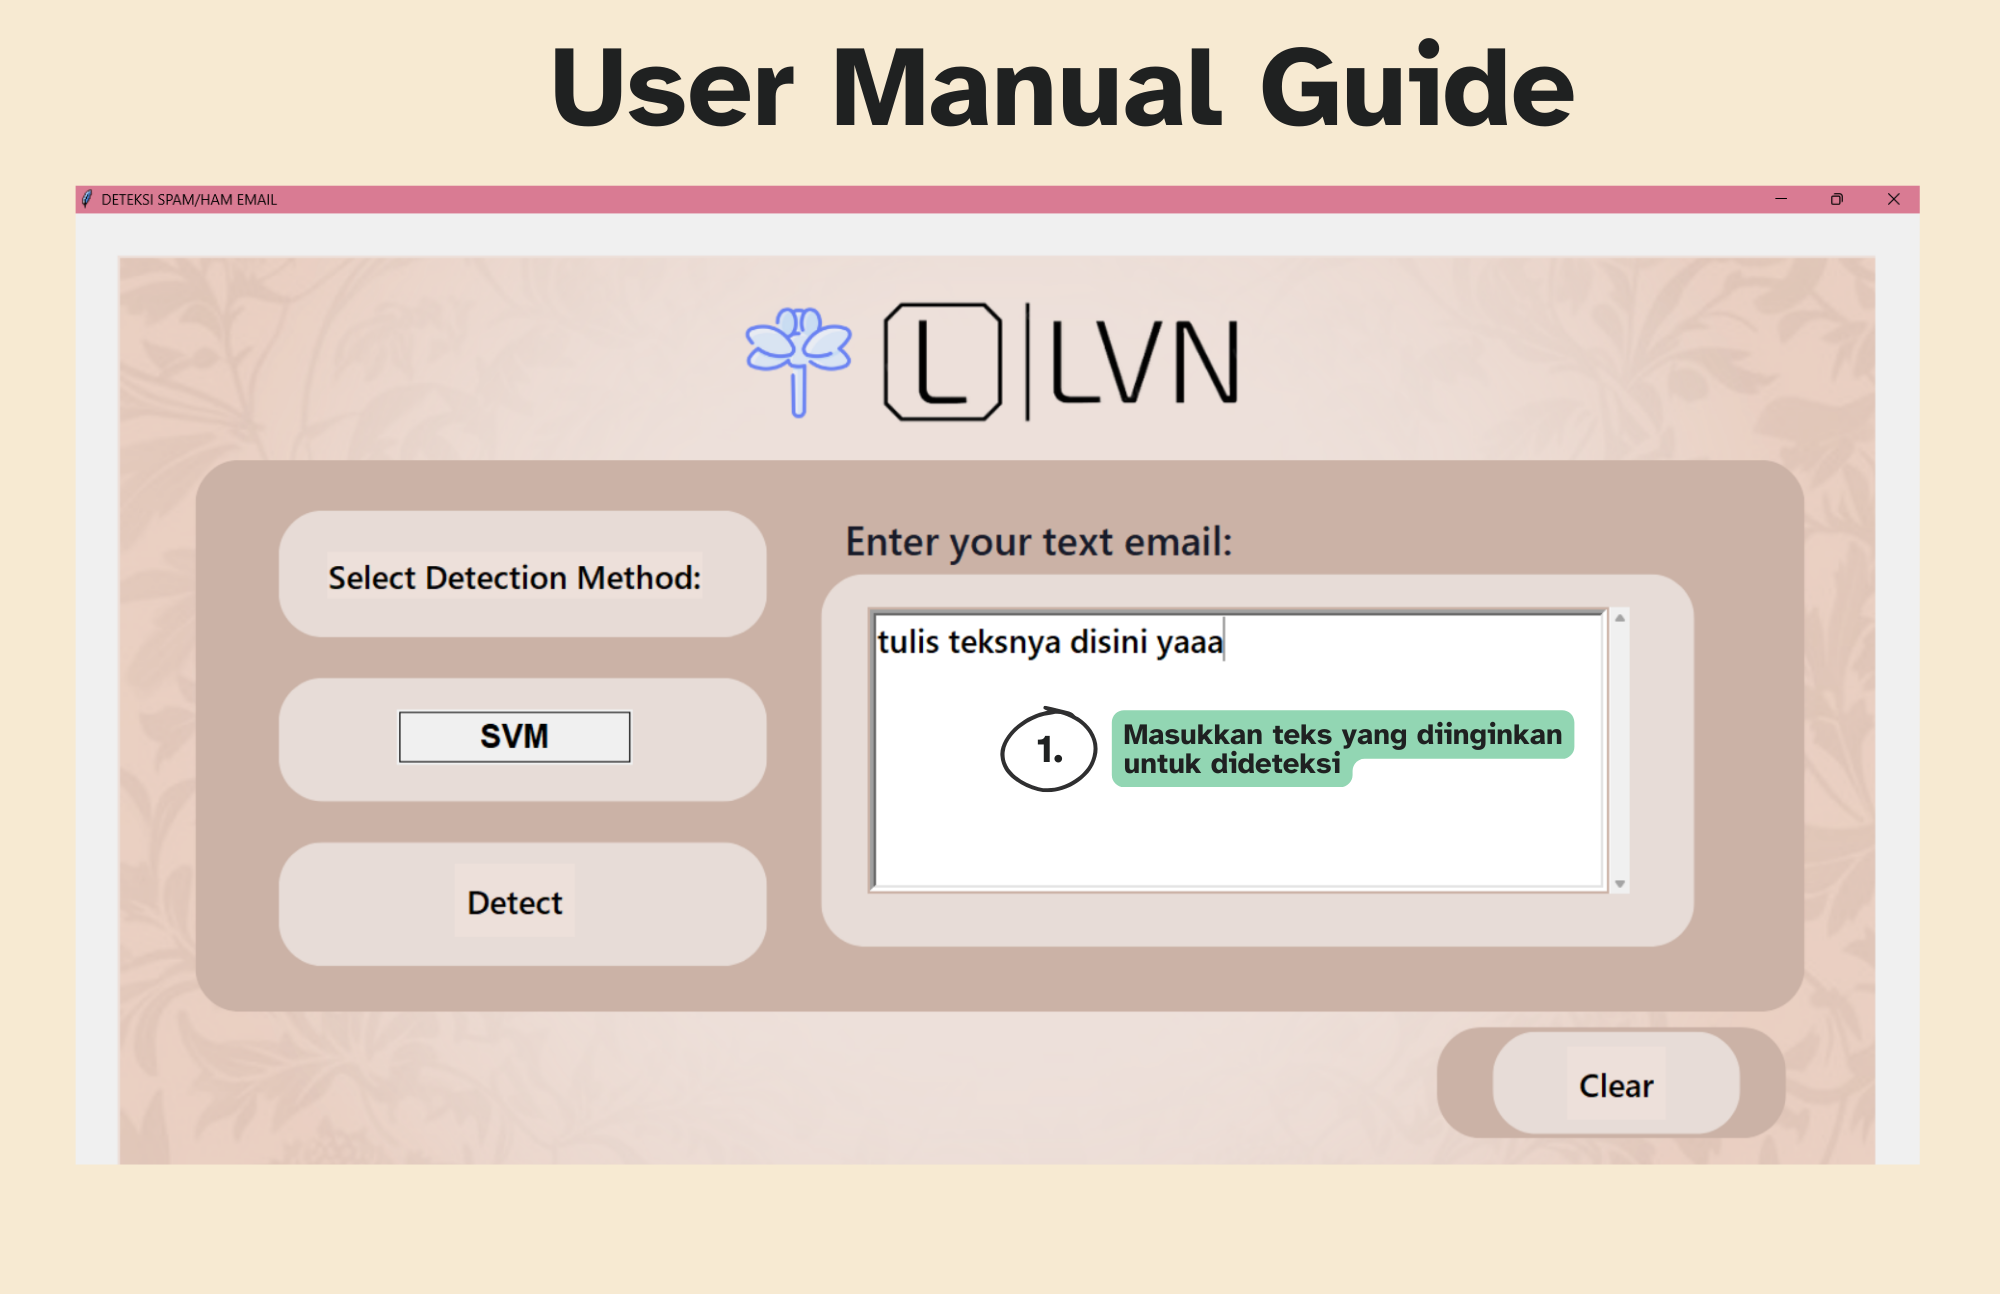 User Manual Guide
DETEKSI SPAM/HAM EMAIL
L LVN
Select Detection Method:
SVM
Detect
Enter your text email:
tulis teksnya disini yaaa
1.
Masukkan teks yang diinginkan
untuk dideteksi
Clear